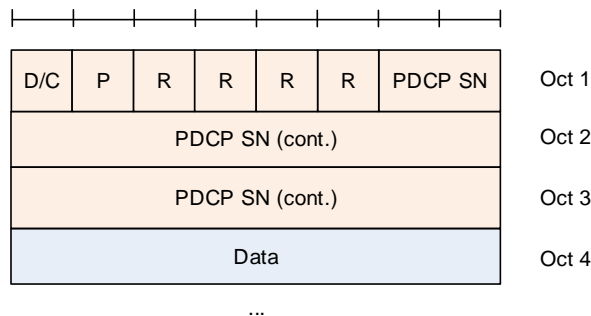 D/C P R R R R PDCP SN Oct 1
PDCP SN (cont.) Oct 2
PDCP SN (cont.) Oct 3
Data Oct 4
...